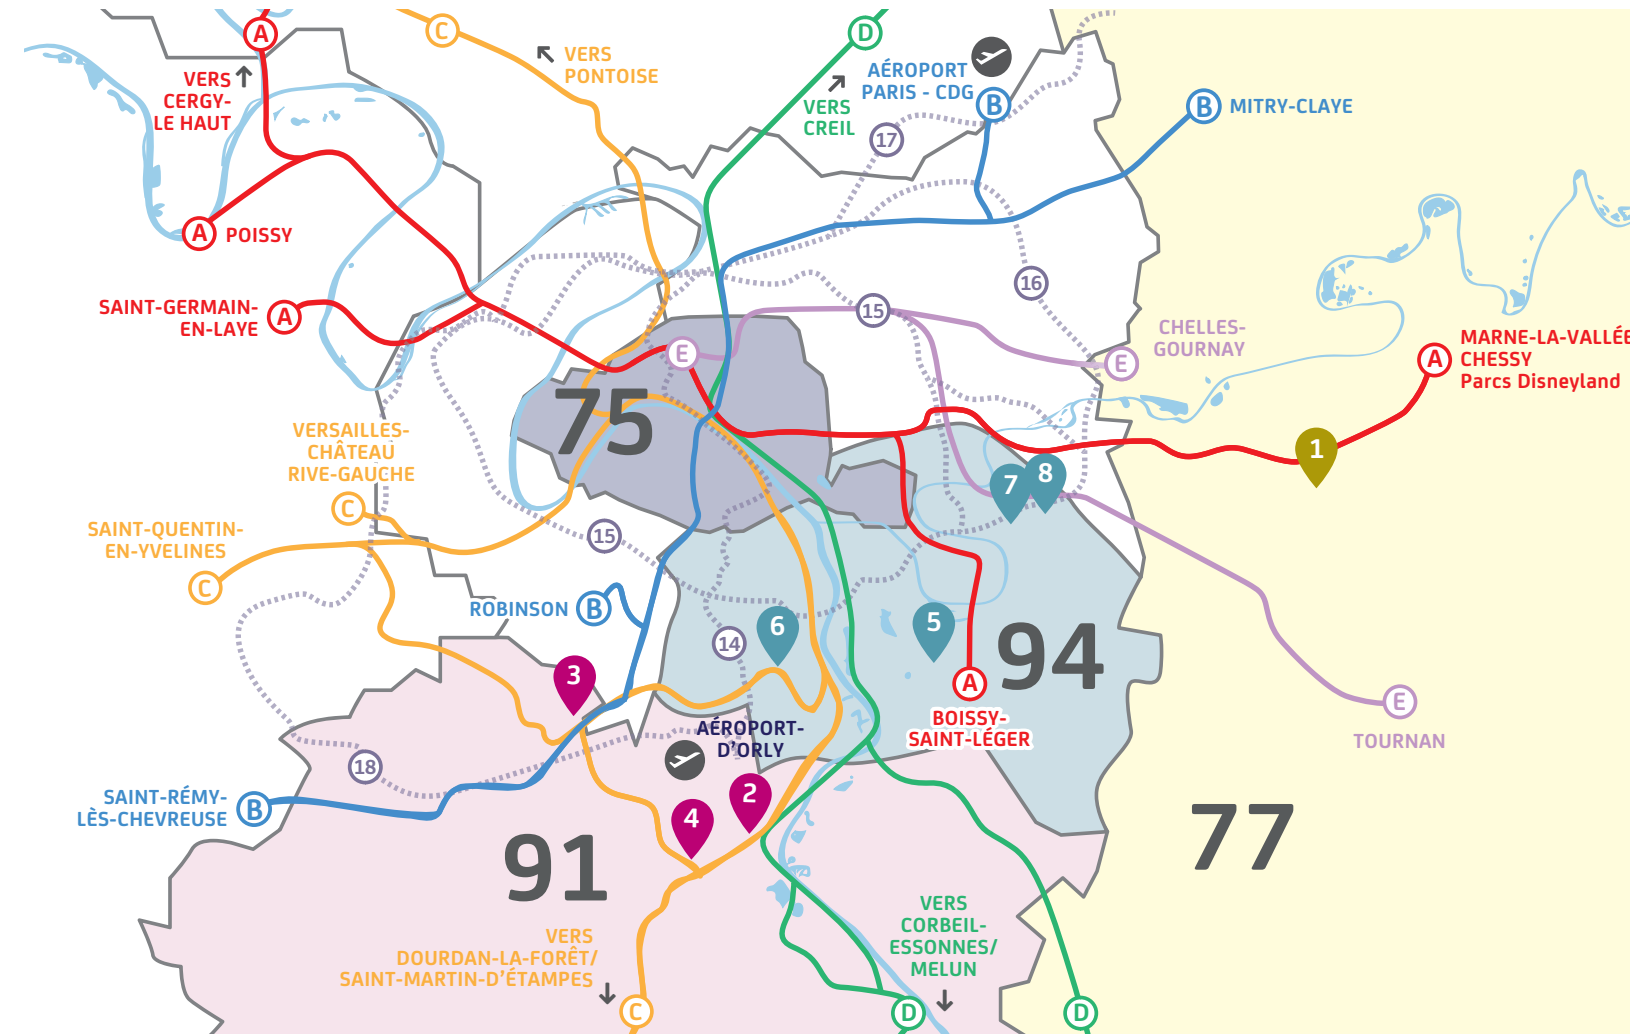 A
C
D
VERS
PONTOISE
VERS
CERGY-
LE HAUT
AÉROPORT
PARIS - CDG
B
B
MITRY-CLAYE
VERS
CREIL
17
A
POISSY
16
SAINT-GERMAIN-
EN-LAYE
A
15
CHELLES-
GOURNAY
E
E
A
MARNE-LA-VALLÉE
CHESSY
Parcs Disneyland
75
VERSAILLES-
CHÂTEAU
RIVE-GAUCHE
C
1
7
8
SAINT-QUENTIN-
EN-YVELINES
C
15
ROBINSON
B
6
5
14
94
3
A
BOISSY-
SAINT-LÉGER
E
TOURNAN
AÉROPORT-
D'ORLY
18
SAINT-RÉMY-
LÈS-CHEVREUSE
B
2
4
91
77
VERS
CORBEIL-
ESSONNES/
MELUN
VERS
DOURDAN-LA-FORÊT/
SAINT-MARTIN-D'ÉTAMPES
C
D
D